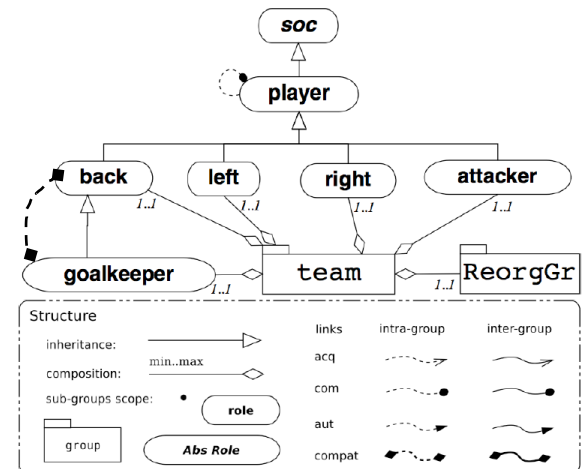 soc
player
back
left
right
attacker
1..1
1..1
1..1
1..1
goalkeeper
team
ReorgGr
1..1
1..1
Structure
links
intra-group
inter-group
inheritance:
acq
min..max
composition:
com
sub-groups scope:
role
aut
group
Abs Role
compat